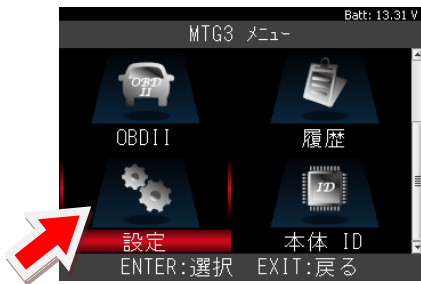 Batt: 13.31 V
MTG3 メニュー
OBD
II
OBDII
履歴
ID
設定
本体 ID
ENTER:選択 EXIT:戻る